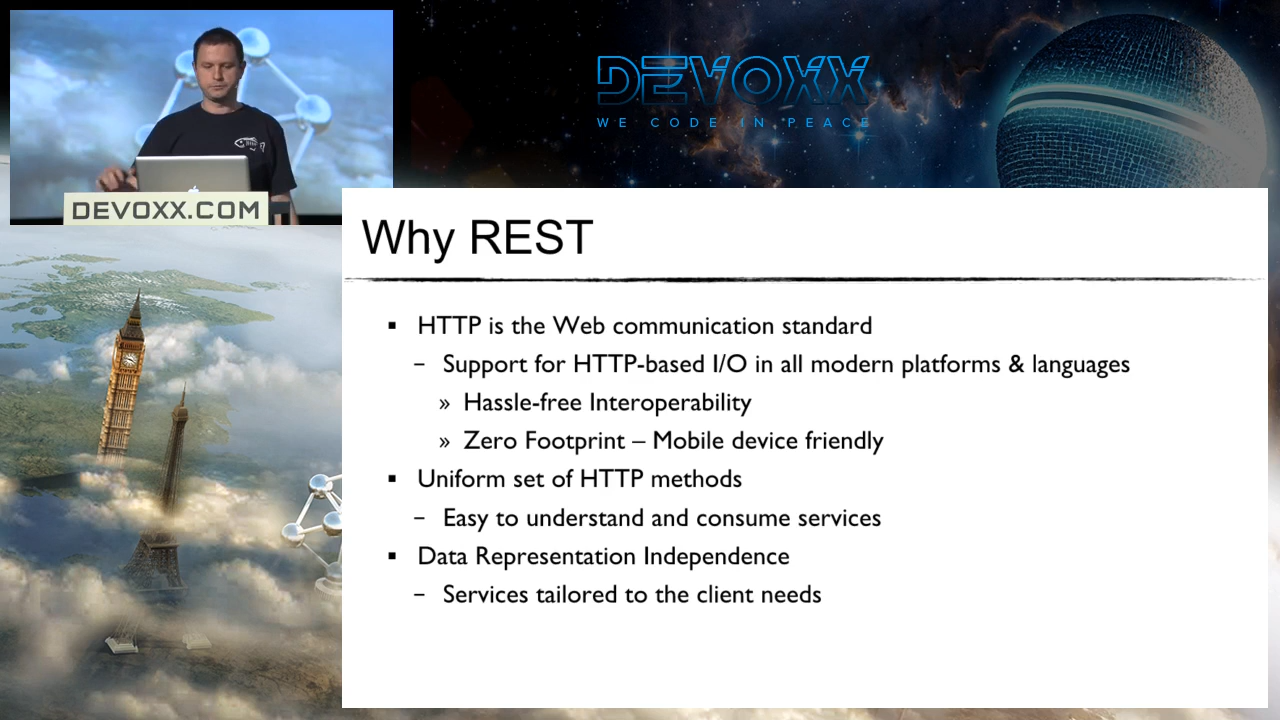 DEVOXX
WE CODE IN PEACE
DEVOXX.COM
Why REST
▪ HTTP is the Web communication standard
– Support for HTTP-based I/O in all modern platforms & languages
» Hassle-free Interoperability
» Zero Footprint – Mobile device friendly
▪ Uniform set of HTTP methods
– Easy to understand and consume services
▪ Data Representation Independence
– Services tailored to the client needs